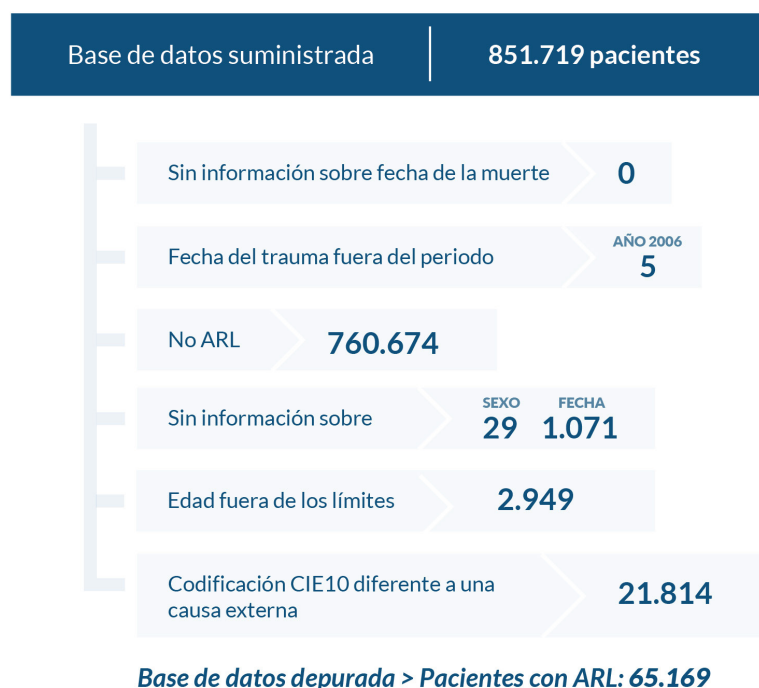 Base de datos suministrada 851.719 pacientes
Sin información sobre fecha de la muerte 0
AÑO 2006
Fecha del trauma fuera del periodo 5
No ARL 760.674
SEXO FECHA
Sin información sobre 29 1.071
Edad fuera de los límites 2.949
Codificación CIE10 diferente a una
causa externa 21.814
Base de datos depurada > Pacientes con ARL: 65.169